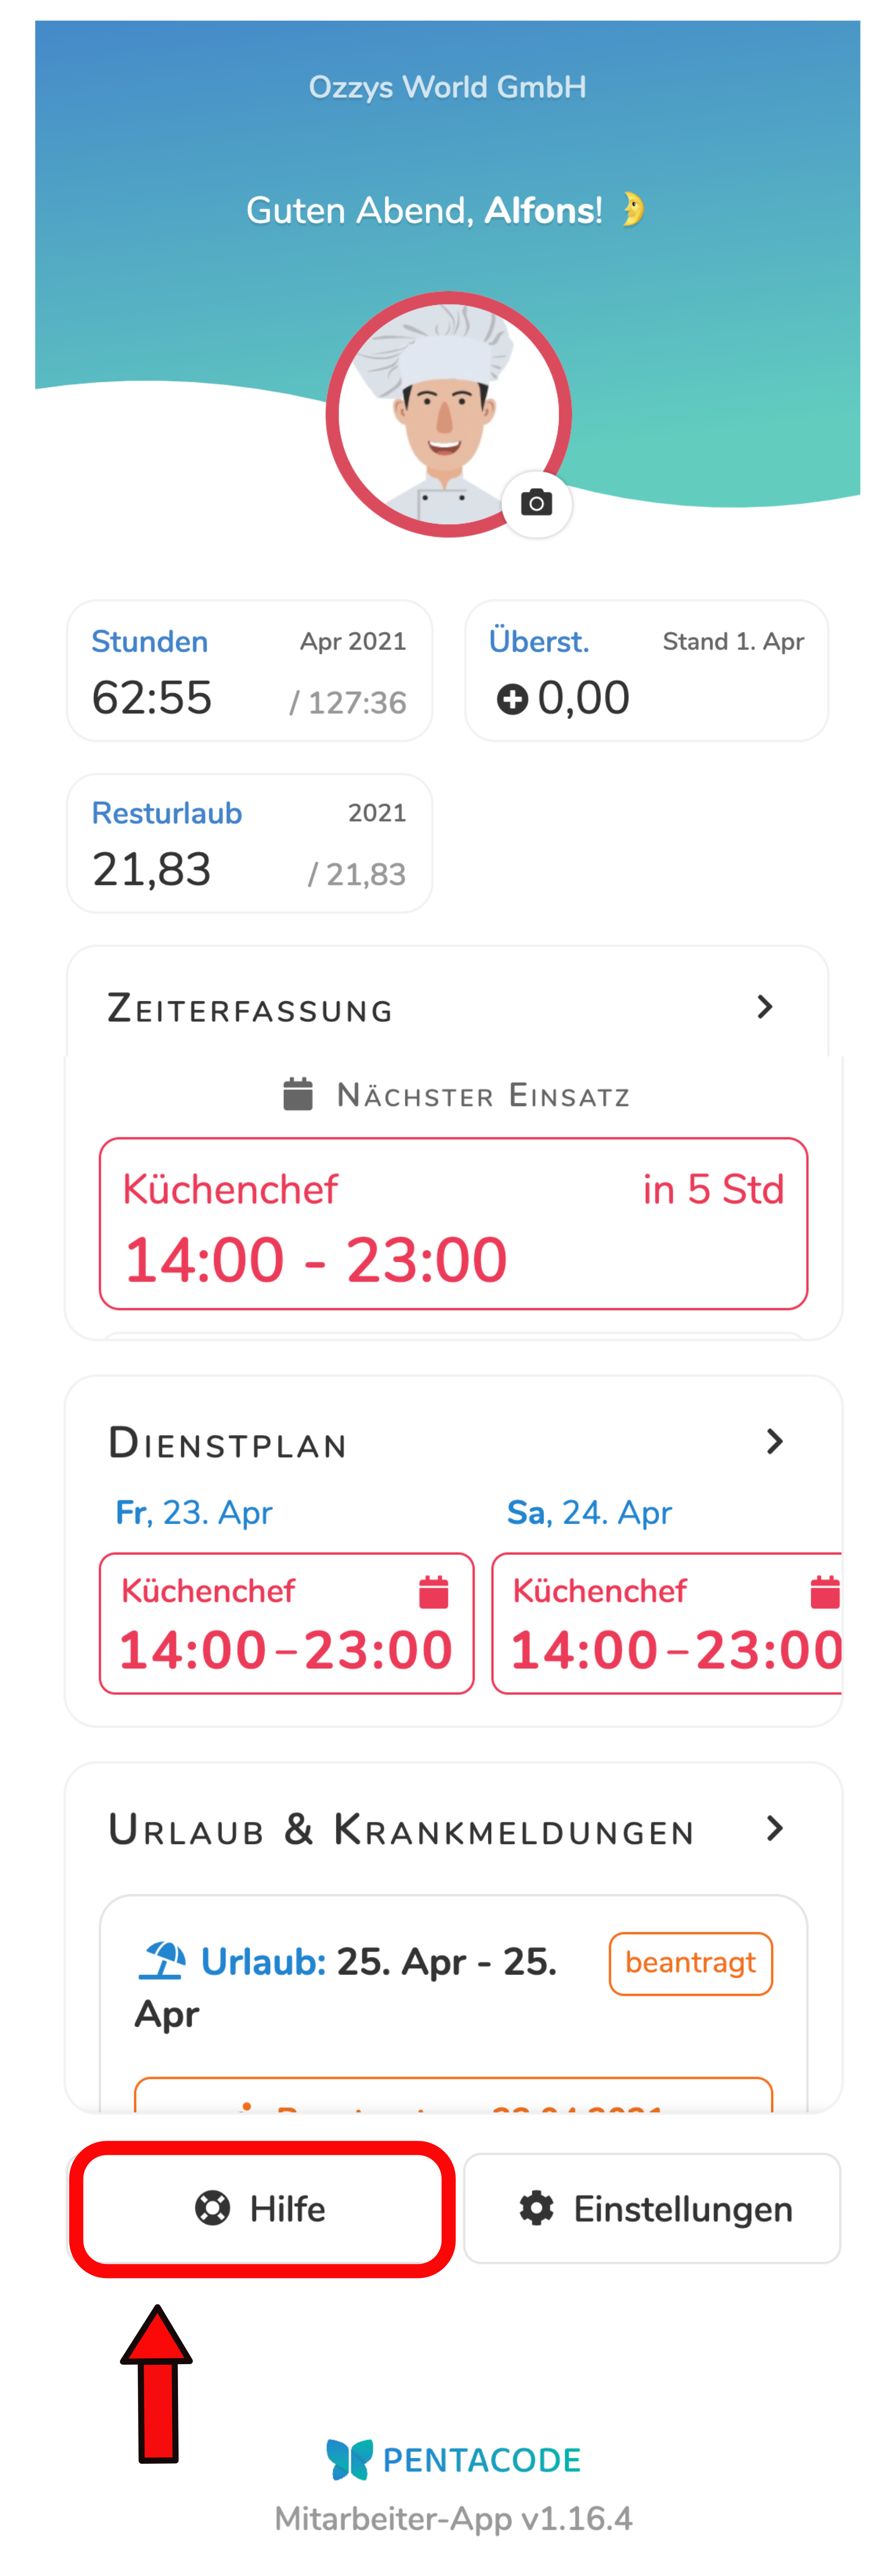 Ozzys World GmbH
Guten Abend, Alfons!
Stunden Apr 2021
62:55 / 127:36
Überst. Stand 1. Apr
0,00
Resturlaub 2021
21,83 / 21,83
Zeiterfassung
Nächster Einsatz
Küchenchef in 5 Std
14:00 - 23:00
Dienstplan
Fr, 23. Apr
Küchenchef
14:00–23:00
Sa, 24. Apr
Küchenchef
14:00–23:00
Urlaub & Krankmeldungen
Urlaub: 25. Apr - 25.
Apr
beantragt
Hilfe
Einstellungen
PENTACODE
Mitarbeiter-App v1.16.4